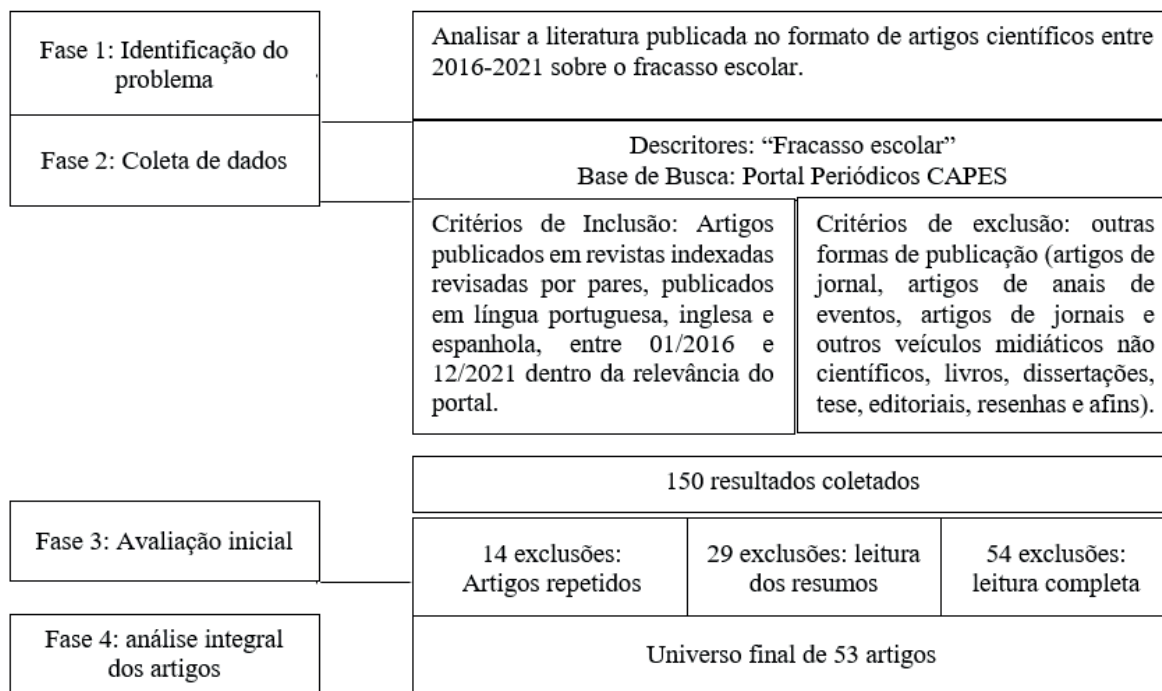 Fase 1: Identificação do
problema
Analisar a literatura publicada no formato de artigos científicos entre
2016-2021 sobre o fracasso escolar.
Fase 2: Coleta de dados
Descritores: “Fracasso escolar”
Base de Busca: Portal Periódicos CAPES
Critérios de Inclusão: Artigos
publicados em revistas indexadas
revisadas por pares, publicados
em língua portuguesa, inglesa e
espanhola, entre 01/2016 e
12/2021 dentro da relevância do
portal.
Critérios de exclusão: outras
formas de publicação (artigos de
jornal, artigos de anais de
eventos, artigos de jornais e
outros veículos midiáticos não
científicos, livros, dissertações,
tese, editoriais, resenhas e afins).
150 resultados coletados
Fase 3: Avaliação inicial
14 exclusões:
Artigos repetidos
29 exclusões: leitura
dos resumos
54 exclusões:
leitura completa
Fase 4: análise integral
dos artigos
Universo final de 53 artigos